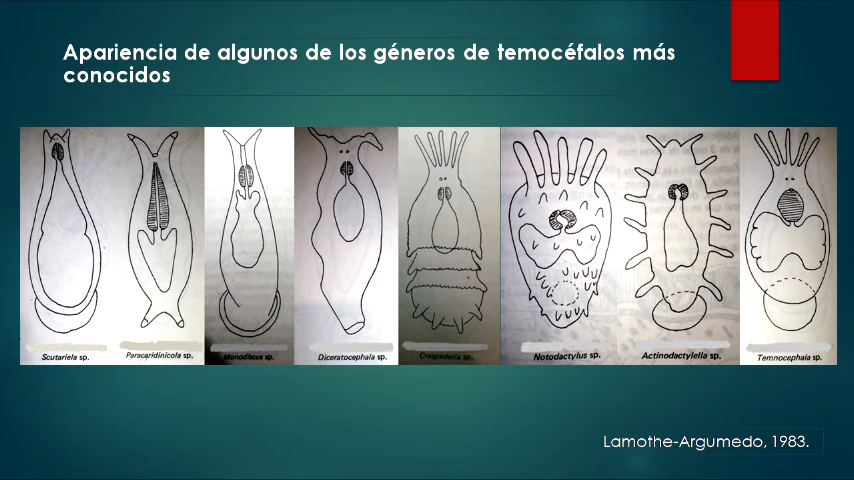 Apariencia de algunos de los géneros de temocéfalos más
conocidos
Scutariela sp.
Paracaridinicola sp.
Monodiscus sp.
Diceratocephala sp.
Craspedella sp.
Notodactylus sp.
Actinodactylella sp.
Temnocephala sp.
Lamothe-Argumedo, 1983.